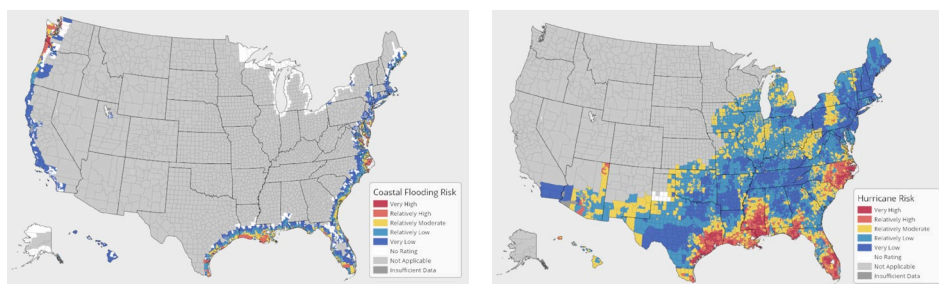 Coastal Flooding Risk
Very High
Relatively High
Relatively Moderate
Relatively Low
Very Low
No Rating
Not Applicable
Insufficient Data
Hurricane Risk
Very High
Relatively High
Relatively Moderate
Relatively Low
Very Low
No Rating
Not Applicable
Insufficient Data